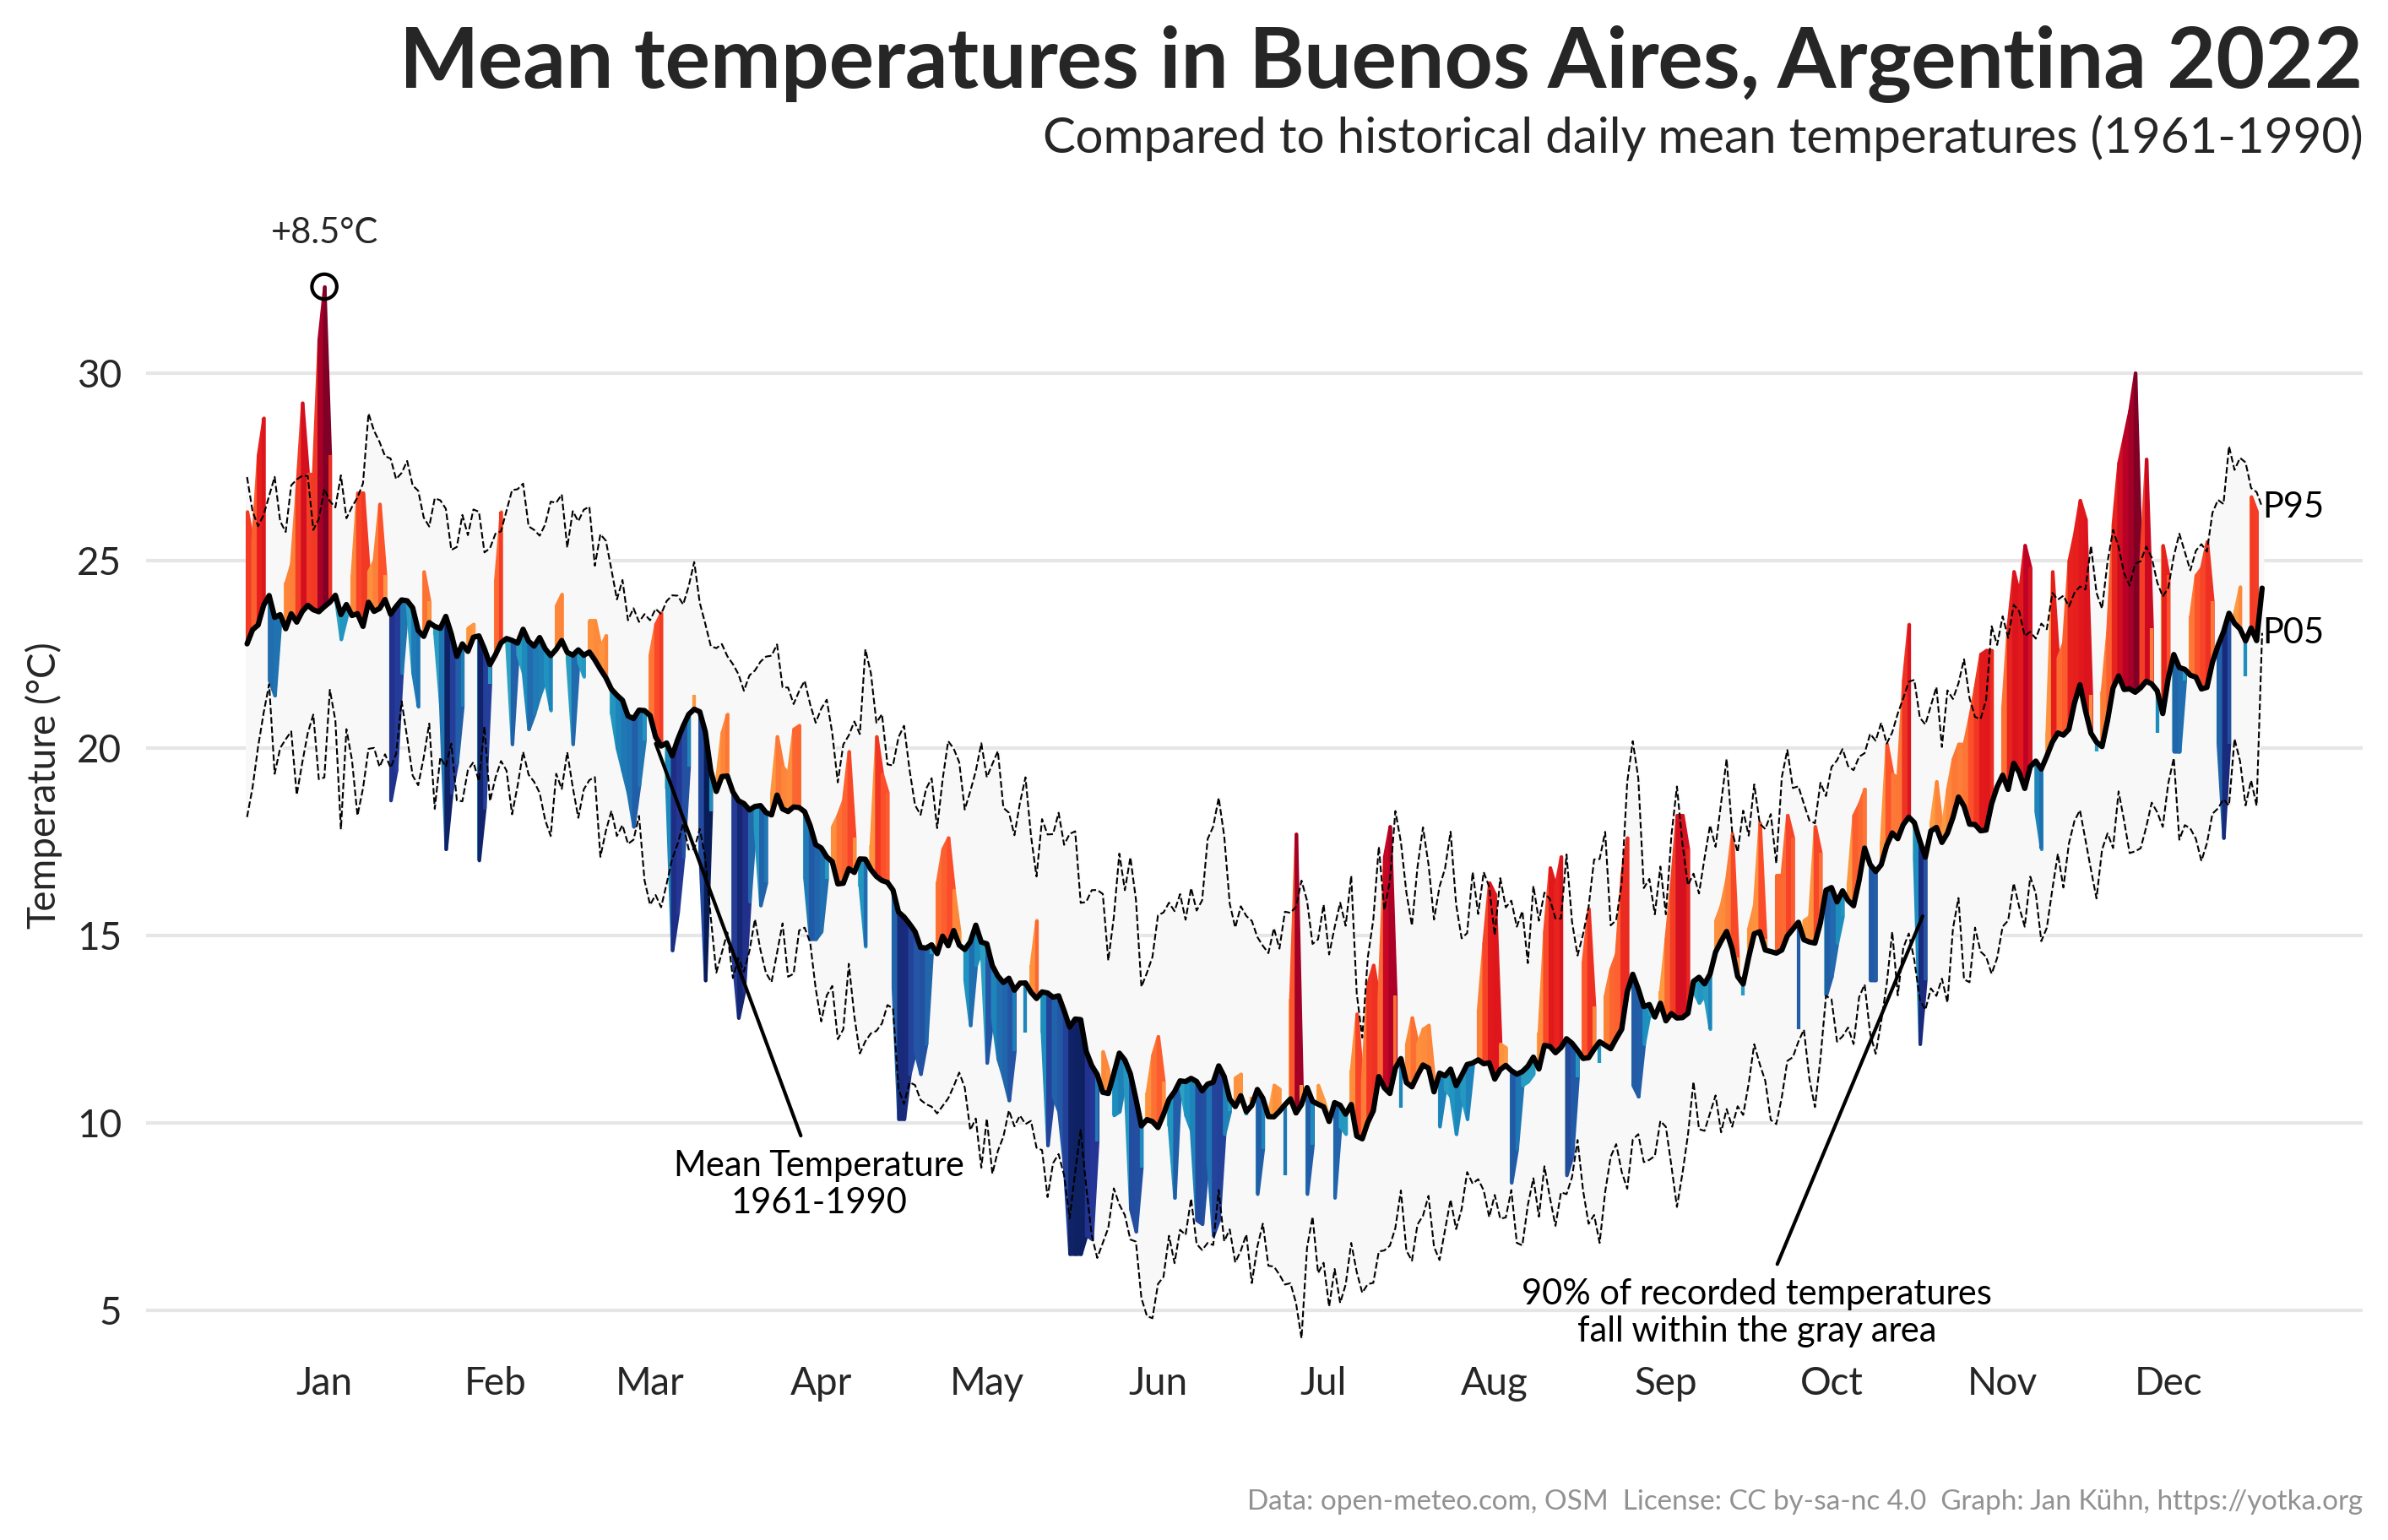 Mean temperatures in Buenos Aires, Argentina 2022
Compared to historical daily mean temperatures (1961-1990)
+8.5°C
30
25
20
15
10
5
Temperature (°C)
P95
P05
Mean Temperature
1961-1990
90% of recorded temperatures
fall within the gray area
Jan Feb Mar Apr May Jun Jul Aug Sep Oct Nov Dec
Data: open-meteo.com, OSM  License: CC by-sa-nc 4.0  Graph: Jan Kühn, https://yotka.org